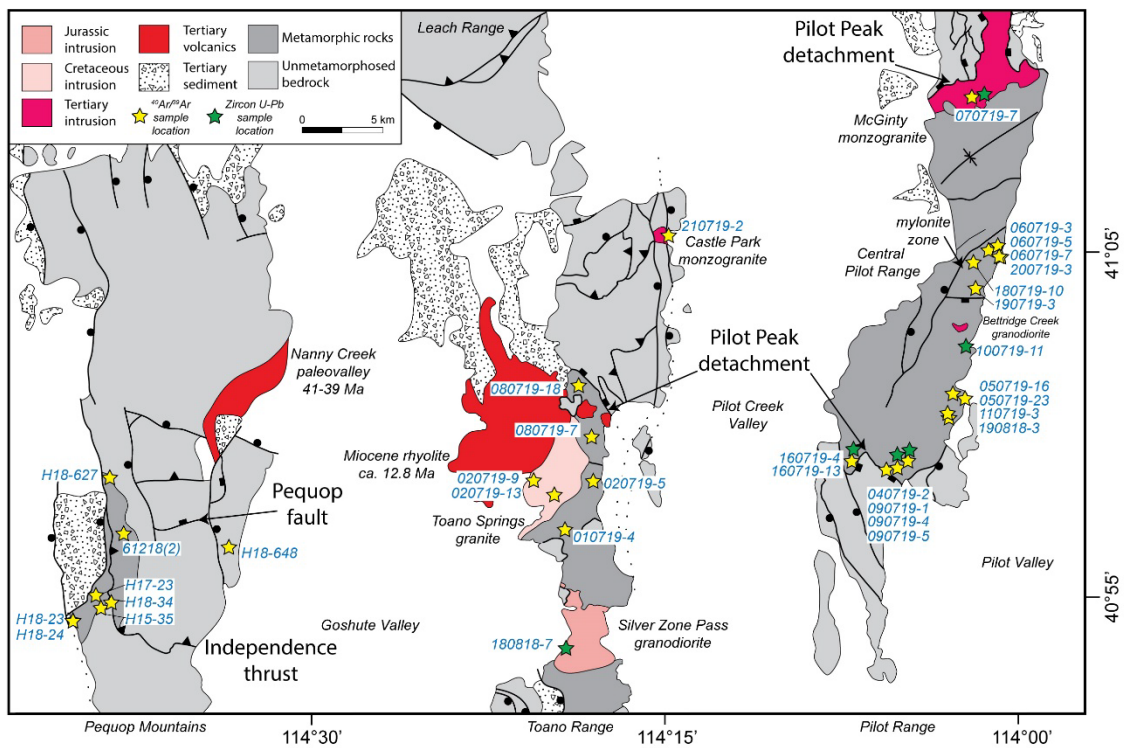 Jurassic
intrusion
Cretaceous
intrusion
Tertiary
intrusion
Tertiary
volcanics
Tertiary
sediment
Metamorphic rocks
Unmetamorphosed
bedrock
⁴⁰Ar/³⁹Ar
sample
location
Zircon U-Pb
sample
location
0 5 km
Leach Range
Pilot Peak
detachment
McGinty
monzogranite
070719-7
mylonite
zone
Central
Pilot Range
060719-3
060719-5
060719-7
200719-3
180719-10
190719-3
Bettridge Creek
granodiorite
100719-11
050719-16
050719-23
110719-3
190818-3
160719-4
160719-13
040719-2
090719-1
090719-4
090719-5
Pilot Valley
210719-2
Castle Park
monzogranite
Pilot Peak
detachment
Pilot Creek
Valley
080719-18
080719-7
Miocene rhyolite
ca. 12.8 Ma
020719-9
020719-13
020719-5
Toano Springs
granite
010719-4
Silver Zone Pass
granodiorite
180818-7
Nanny Creek
paleovalley
41-39 Ma
H18-627
Pequop
fault
61218(2)
H18-648
H17-23
H18-34
H15-35
H18-23
H18-24
Goshute Valley
Independence
thrust
41°05'
40°55'
Pequop Mountains
Toano Range
Pilot Range
114°30'
114°15'
114°00'